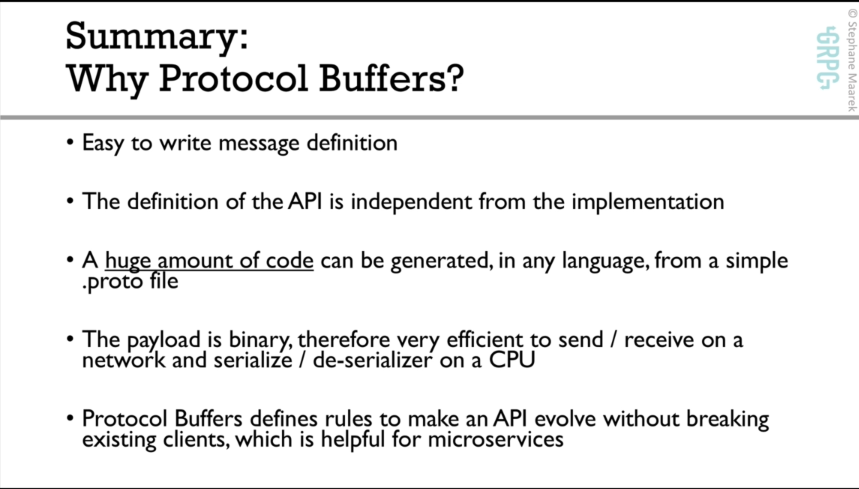 Summary:
Why Protocol Buffers?
© Stephane Maarek
GRPC
• Easy to write message definition
• The definition of the API is independent from the implementation
• A huge amount of code can be generated, in any language, from a simple
.proto file
• The payload is binary, therefore very efficient to send / receive on a
network and serialize / de-serializer on a CPU
• Protocol Buffers defines rules to make an API evolve without breaking
existing clients, which is helpful for microservices